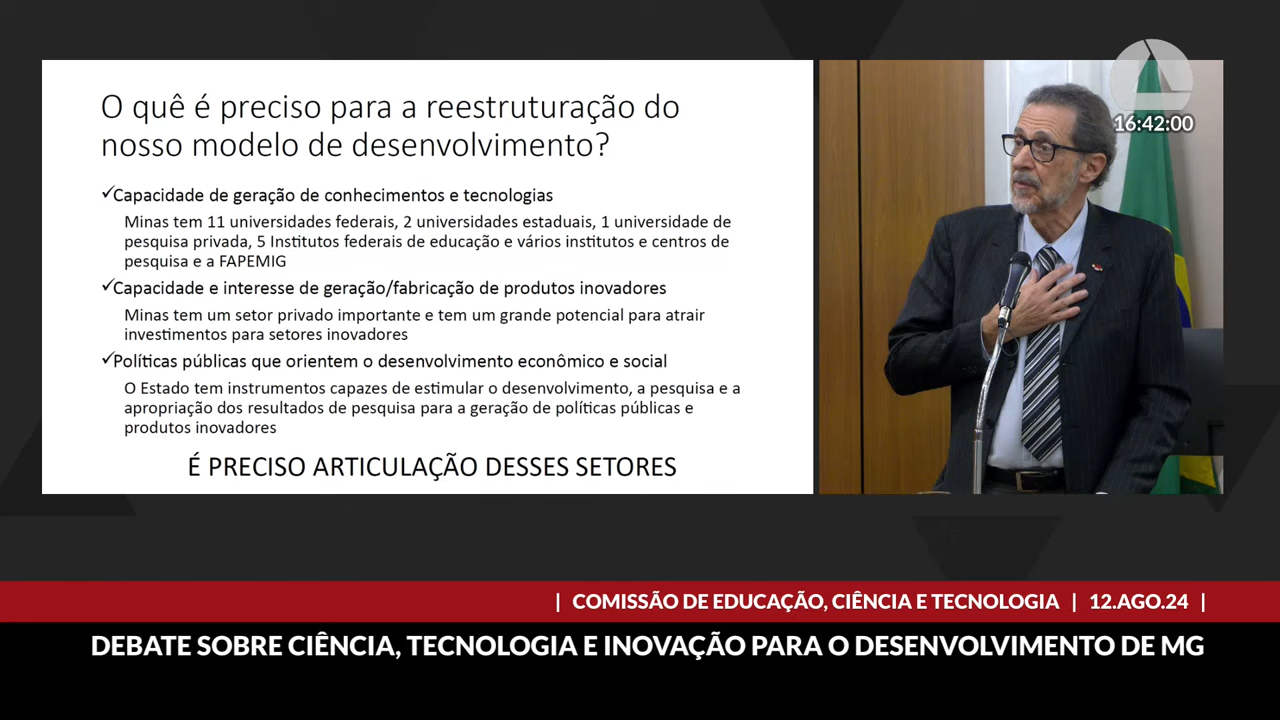 O quê é preciso para a reestruturação do
nosso modelo de desenvolvimento?
✓Capacidade de geração de conhecimentos e tecnologias
Minas tem 11 universidades federais, 2 universidades estaduais, 1 universidade de
pesquisa privada, 5 Institutos federais de educação e vários institutos e centros de
pesquisa e a FAPEMIG
✓Capacidade e interesse de geração/fabricação de produtos inovadores
Minas tem um setor privado importante e tem um grande potencial para atrair
investimentos para setores inovadores
✓Políticas públicas que orientem o desenvolvimento econômico e social
O Estado tem instrumentos capazes de estimular o desenvolvimento, a pesquisa e a
apropriação dos resultados de pesquisa para a geração de políticas públicas e
produtos inovadores
É PRECISO ARTICULAÇÃO DESSES SETORES
16:42:00
| COMISSÃO DE EDUCAÇÃO, CIÊNCIA E TECNOLOGIA | 12.AGO.24 |
DEBATE SOBRE CIÊNCIA, TECNOLOGIA E INOVAÇÃO PARA O DESENVOLVIMENTO DE MG